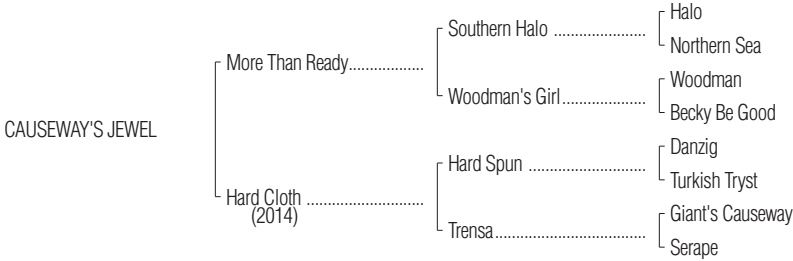 CAUSEWAY'S JEWEL
More Than Ready..................
Southern Halo ......................
Halo
Northern Sea
Woodman's Girl....................
Woodman
Becky Be Good
Hard Cloth ............................
(2014)
Hard Spun ............................
Danzig
Turkish Tryst
Trensa....................................
Giant's Causeway
Serape